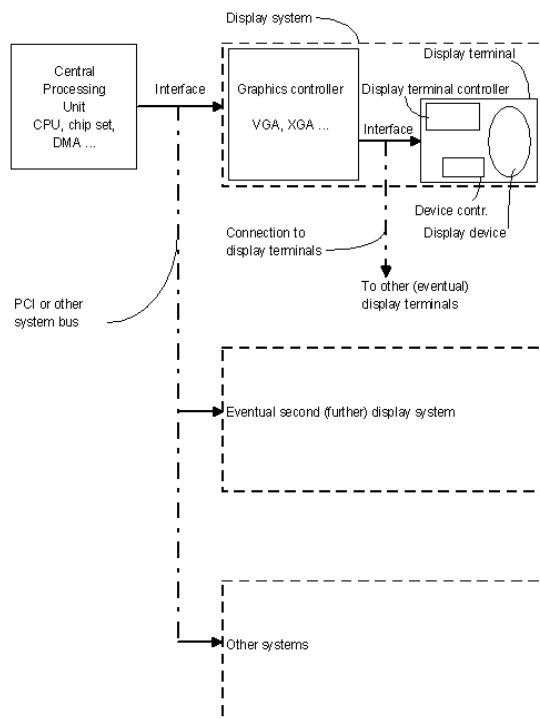 Display system
Display terminal
Central
Processing
Unit
CPU, chip set,
DMA ...
Interface
Graphics controller
VGA, XGA ...
Display terminal controller
Interface
Device contr.
Display device
Connection to
display terminals
To other (eventual)
display terminals
PCI or other
system bus
Eventual second (further) display system
Other systems